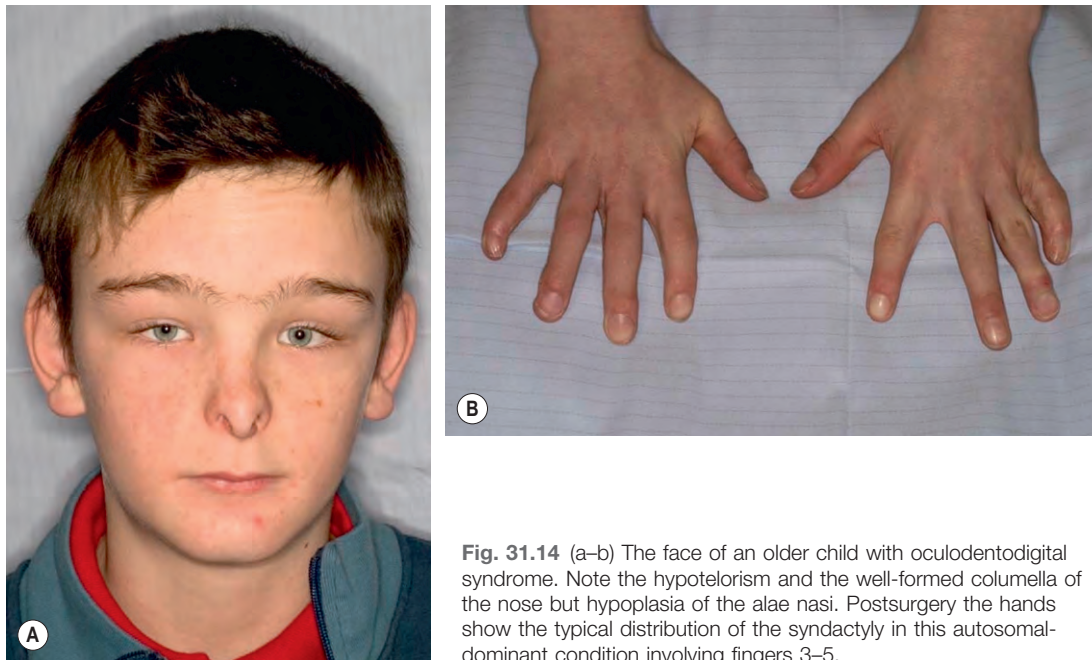 A
B
Fig. 31.14 (a–b) The face of an older child with oculodentodigital
syndrome. Note the hypotelorism and the well-formed columella of
the nose but hypoplasia of the alae nasi. Postsurgery the hands
show the typical distribution of the syndactyly in this autosomal-
dominant condition involving fingers 3–5.